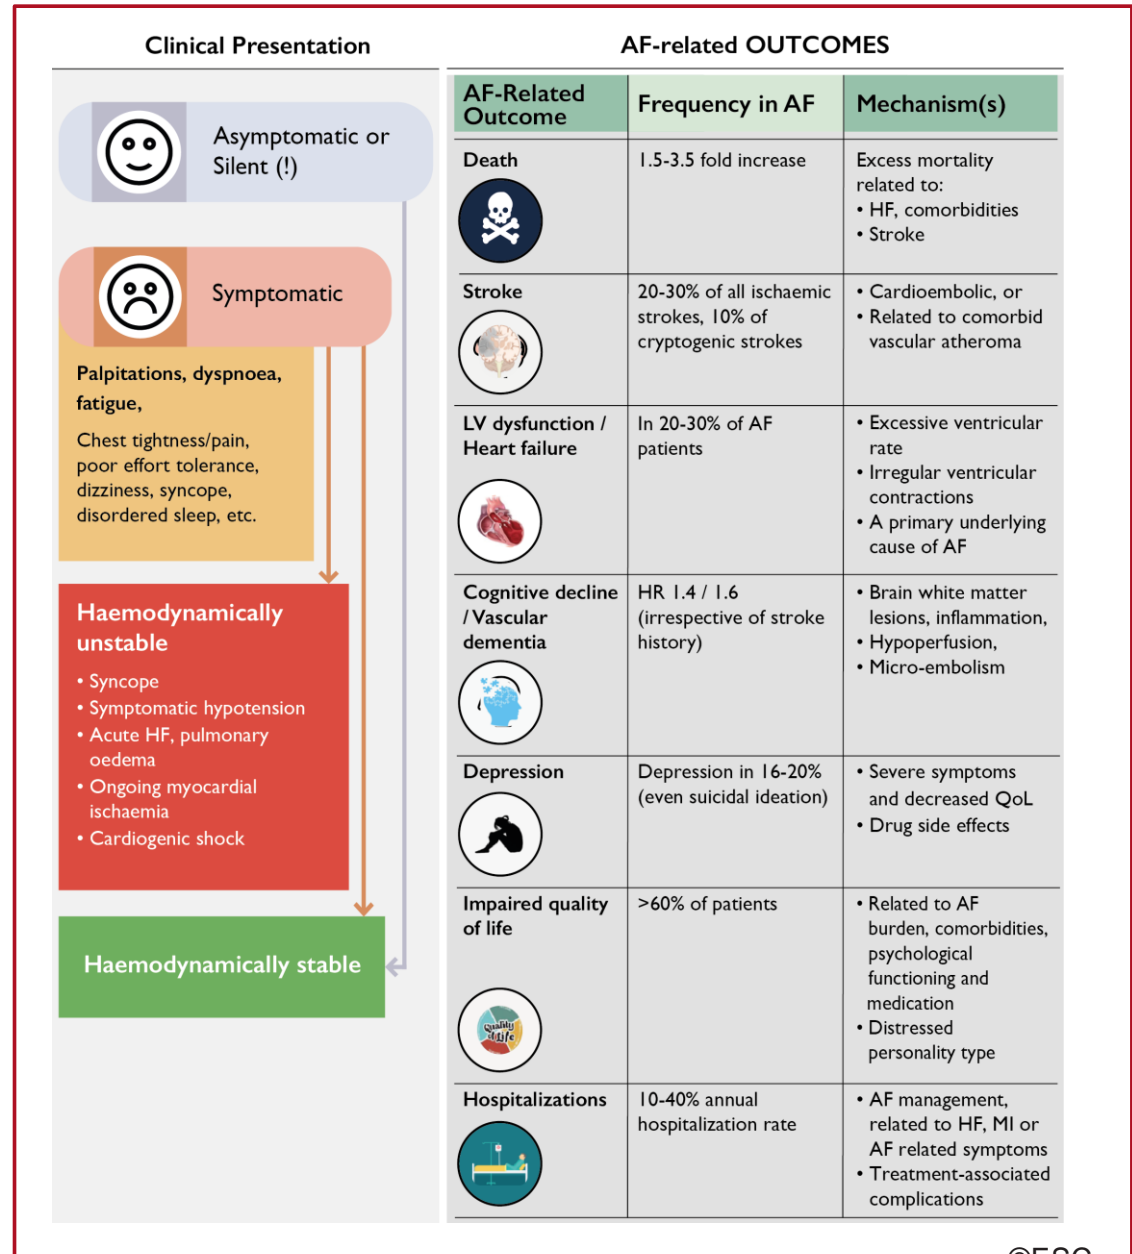 Clinical Presentation
AF-related OUTCOMES
Asymptomatic or
Silent (!)
Symptomatic
Palpitations, dyspnoea,
fatigue,
Chest tightness/pain,
poor effort tolerance,
dizziness, syncope,
disordered sleep, etc.
Haemodynamically
unstable
• Syncope
• Symptomatic hypotension
• Acute HF, pulmonary
oedema
• Ongoing myocardial
ischaemia
• Cardiogenic shock
Haemodynamically stable
AF-Related
Outcome
Frequency in AF
Mechanism(s)
Death
1.5-3.5 fold increase
Excess mortality
related to:
• HF, comorbidities
• Stroke
Stroke
20-30% of all ischaemic
strokes, 10% of
cryptogenic strokes
• Cardioembolic, or
• Related to comorbid
vascular atheroma
LV dysfunction /
Heart failure
In 20-30% of AF
patients
• Excessive ventricular
rate
• Irregular ventricular
contractions
• A primary underlying
cause of AF
Cognitive decline
/ Vascular
dementia
HR 1.4 / 1.6
(irrespective of stroke
history)
• Brain white matter
lesions, inflammation,
• Hypoperfusion,
• Micro-embolism
Depression
Depression in 16-20%
(even suicidal ideation)
• Severe symptoms
and decreased QoL
• Drug side effects
Impaired quality
of life
Quality
of Life
>60% of patients
• Related to AF
burden, comorbidities,
psychological
functioning and
medication
• Distressed
personality type
Hospitalizations
10-40% annual
hospitalization rate
• AF management,
related to HF, MI or
AF related symptoms
• Treatment-associated
complications